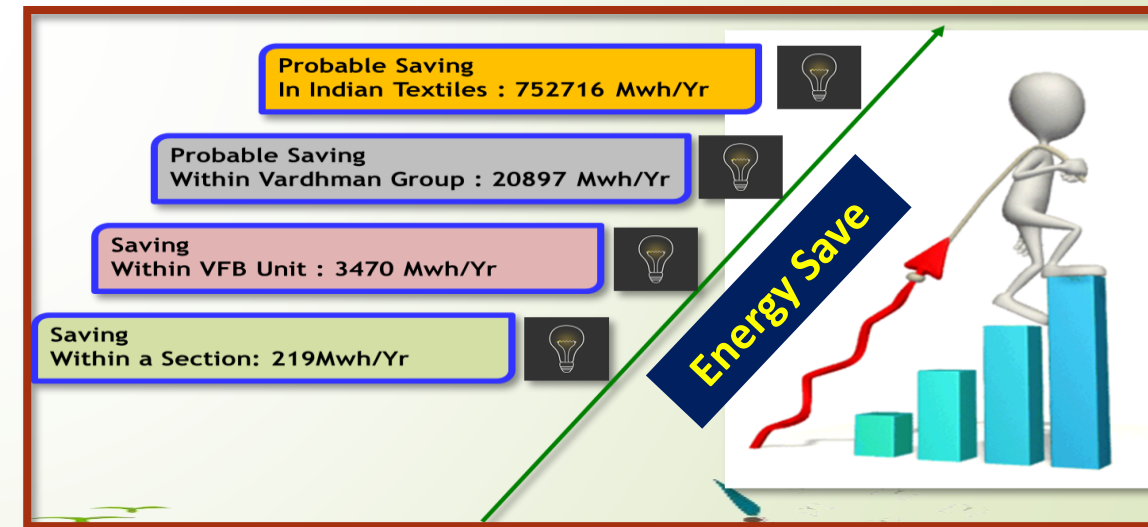 Probable Saving
In Indian Textiles : 752716 Mwh/Yr
Probable Saving
Within Vardhman Group : 20897 Mwh/Yr
Saving
Within VFB Unit : 3470 Mwh/Yr
Saving
Within a Section: 219Mwh/Yr
Energy Save